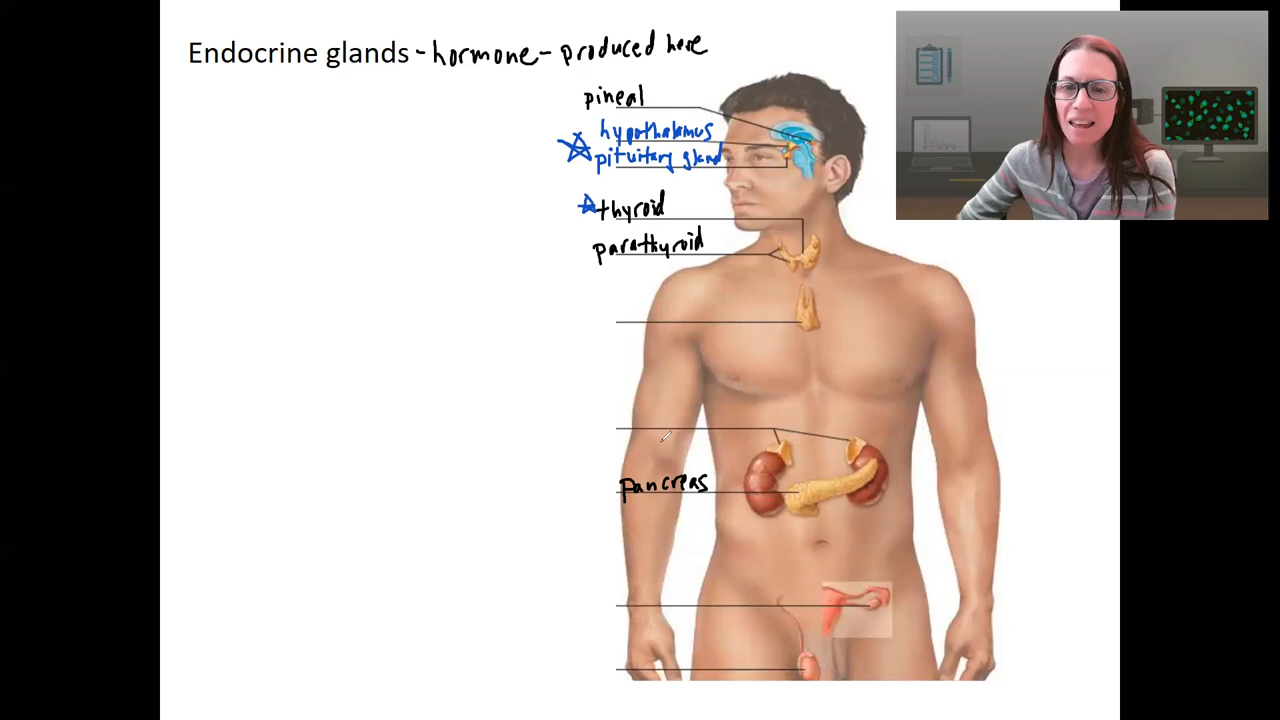 Endocrine glands - hormone - produced here
pineal
hypothalamus
pituitary gland
thyroid
parathyroid
pancreas